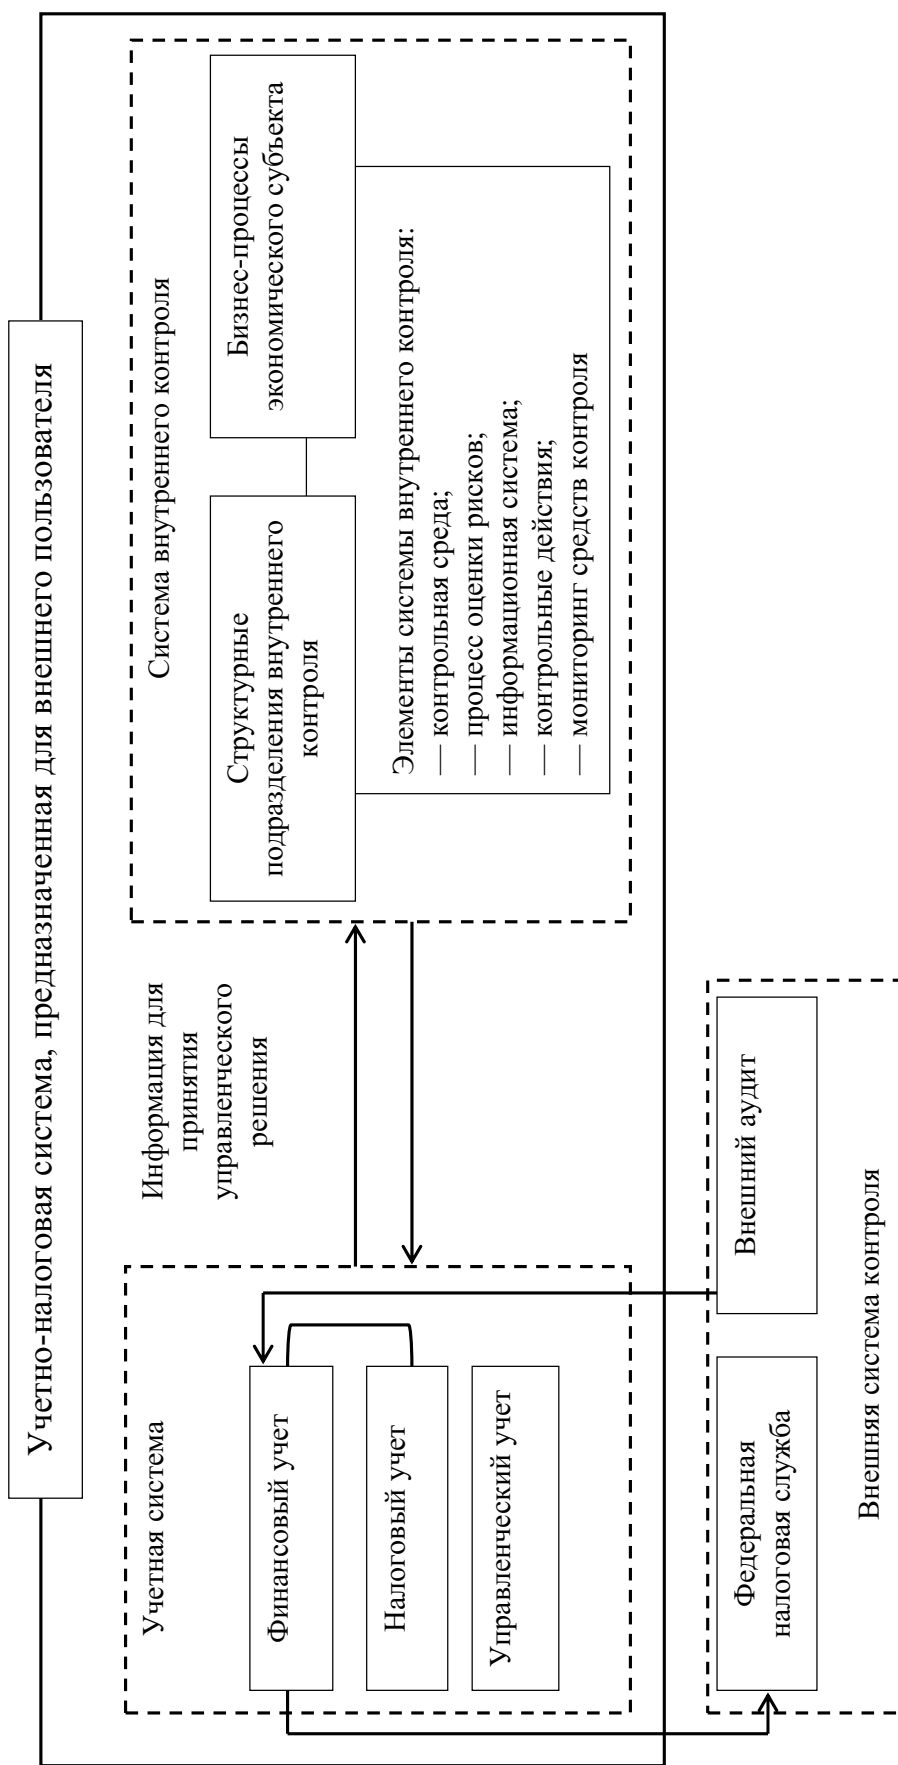 Учетно-налоговая система, предназначенная для внешнего пользователя
Учетная система
Финансовый учет
Налоговый учет
Управленческий учет
Информация для
принятия
управленческого
решения
Система внутреннего контроля
Структурные
подразделения внутреннего
контроля
Бизнес-процессы
экономического субъекта
Элементы системы внутреннего контроля:
— контрольная среда;
— процесс оценки рисков;
— информационная система;
— контрольные действия;
— мониторинг средств контроля
Федеральная
налоговая служба
Внешний аудит
Внешняя система контроля